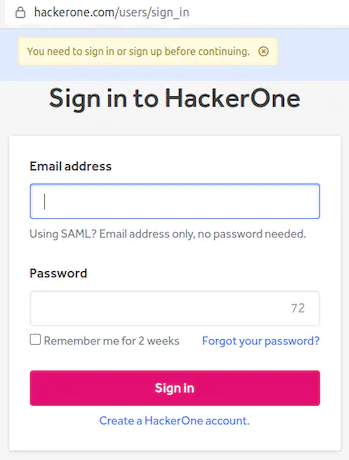 hackerone.com/users/sign_in
You need to sign in or sign up before continuing.
Sign in to HackerOne
Email address
Using SAML? Email address only, no password needed.
Password
72
Remember me for 2 weeks Forgot your password?
Sign in
Create a HackerOne account.